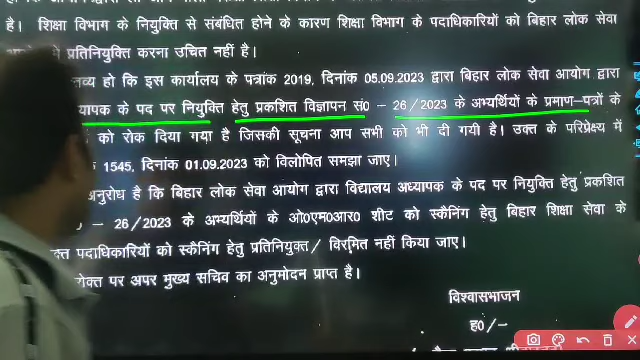 है। शिक्षा विभाग के नियुक्ति से संबंधित होने के कारण शिक्षा विभाग के पदाधिकारियों को बिहार लोक सेवा
प्रतिनियुक्ति करना उचित नहीं है।
हो कि इस कार्यालय के पत्रांक 2019, दिनांक 05.09.2023 द्वारा बिहार लोक सेवा आयोग द्वारा
के पद पर नियुक्ति हेतु प्रकशित विज्ञापन सं0 – 26/2023 के अभ्यर्थियों के प्रमाण–पत्रों के
को रोक दिया गया है जिसकी सूचना आप सभी को भी दी गयी है। उक्त के परिप्रेक्ष्य में
1545, दिनांक 01.09.2023 को विलोपित समझा जाए।
अनुरोध है कि बिहार लोक सेवा आयोग द्वारा विद्यालय अध्यापक के पद पर नियुक्ति हेतु प्रकशित
– 26/2023 के अभ्यर्थियों के ओ0एम0आर0 शीट को स्कैनिंग हेतु बिहार शिक्षा सेवा के
पदाधिकारियों को स्कैनिंग हेतु प्रतिनियुक्त/ विरमित नहीं किया जाए।
पर अपर मुख्य सचिव का अनुमोदन प्राप्त है।
विश्वासभाजन
ह0/–